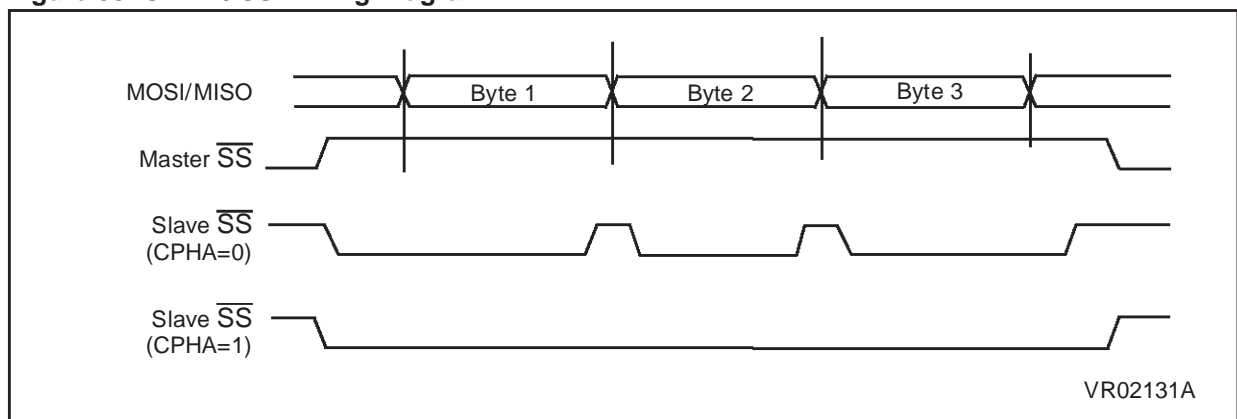 MOSI/MISO
Byte 1 Byte 2 Byte 3
Master SS
Slave SS
(CPHA=0)
Slave SS
(CPHA=1)
VR02131A